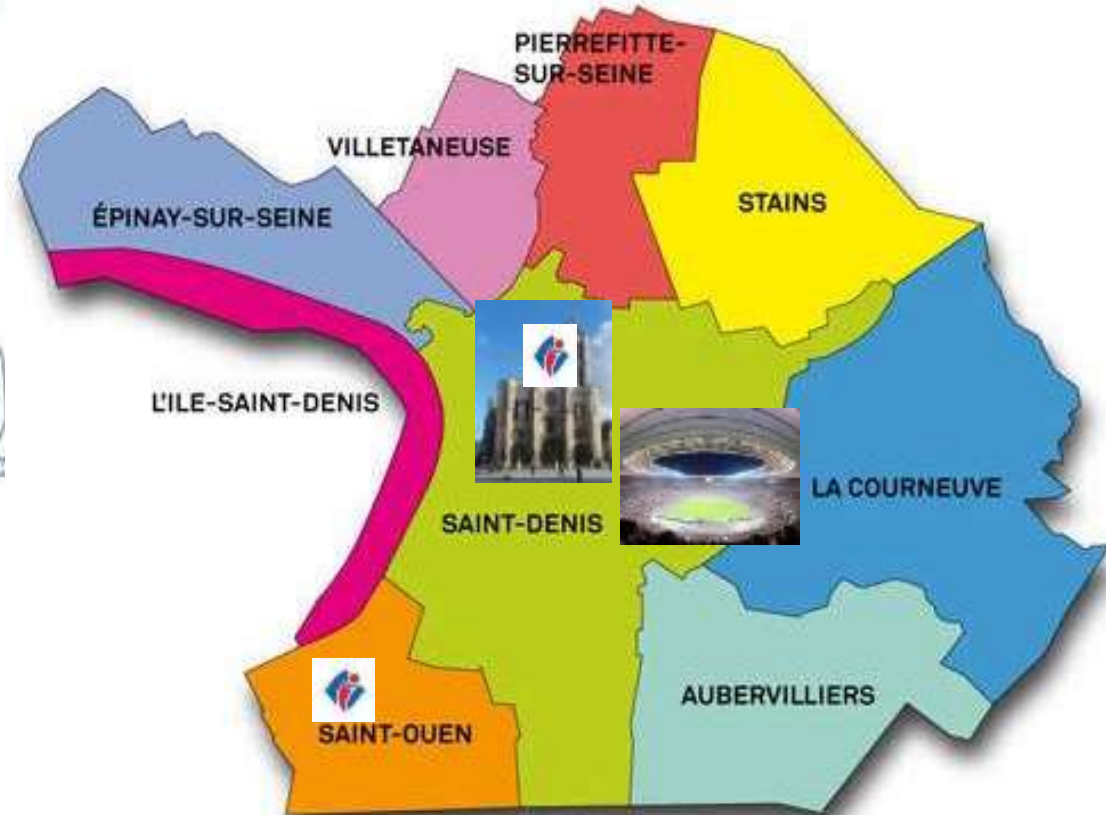 PIERREFITTE-
SUR-SEINE
VILLETANEUSE
STAINS
ÉPINAY-SUR-SEINE
L'ILE-SAINT-DENIS
LA COURNEUVE
SAINT-DENIS
AUBERVILLIERS
SAINT-OUEN